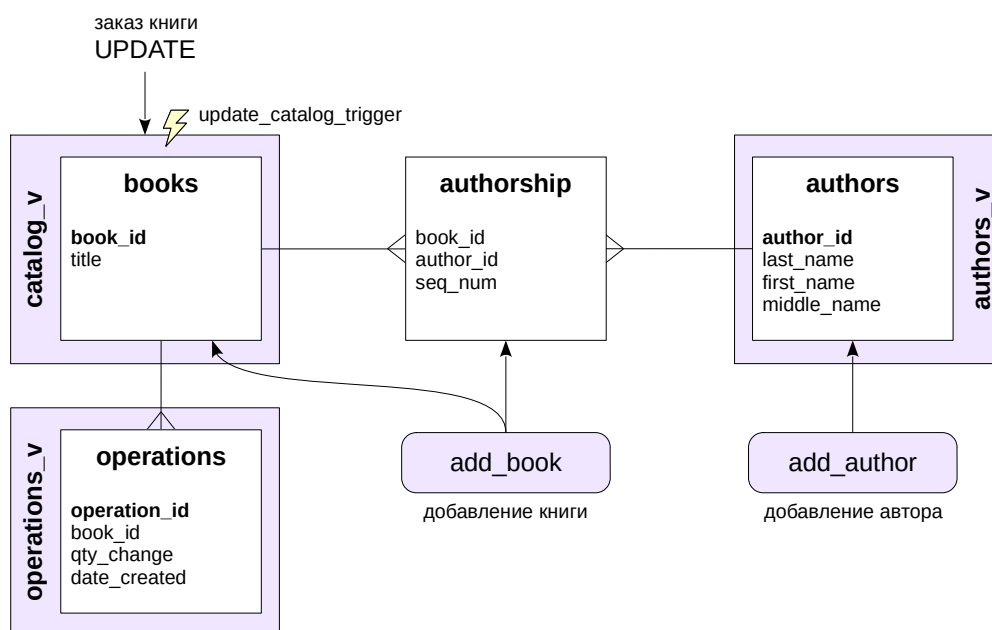 заказ книги
UPDATE
update_catalog_trigger
catalog_v
books
book_id
title
authorship
book_id
author_id
seq_num
authors
author_id
last_name
first_name
middle_name
authors_v
operations_v
operations
operation_id
book_id
qty_change
date_created
add_book
добавление книги
add_author
добавление автора